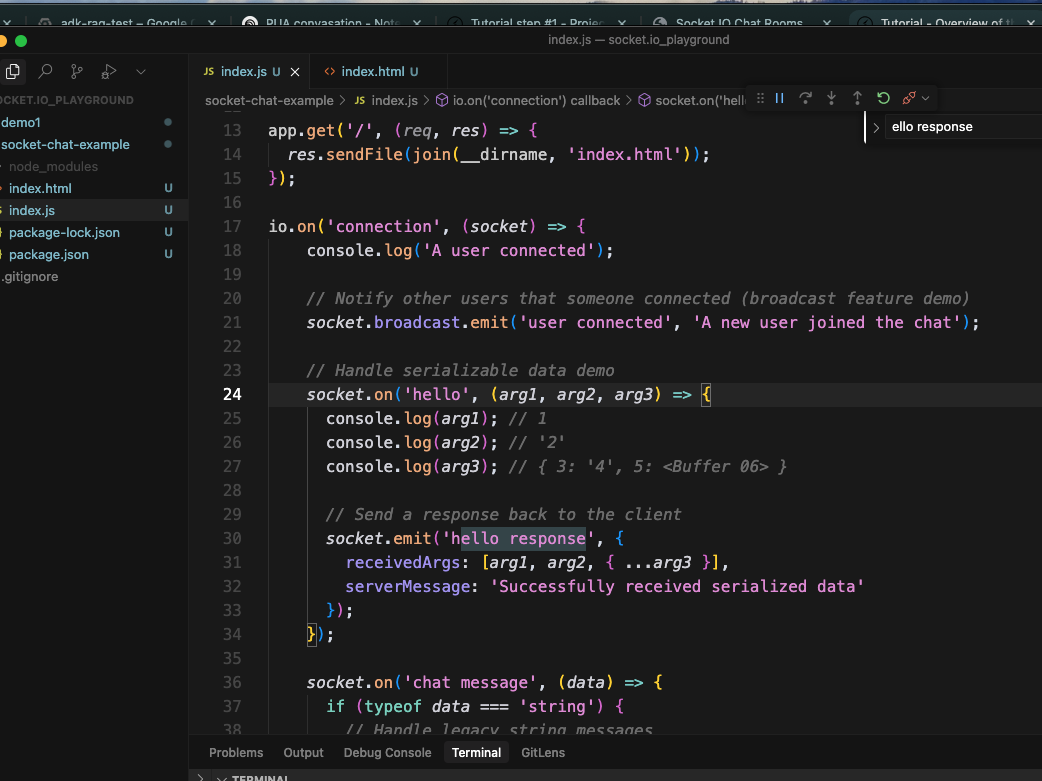 adk-rag-test – Google (
PUA convasation - Note
Tutorial step #1 - Projec
Socket IO Chat Rooms
Tutorial - Overview of th
index.js — socket.io_playground
JS index.js U
<> index.html U
OCKET.IO_PLAYGROUND
socket-chat-example > JS index.js > io.on('connection') callback > socket.on('hell
ello response
demo1
socket-chat-example
node_modules
index.html U
index.js U
package-lock.json U
package.json U
.gitignore
13 app.get('/', (req, res) => {
14 res.sendFile(join(__dirname, 'index.html'));
15 });
16
17 io.on('connection', (socket) => {
18 console.log('A user connected');
19
20 // Notify other users that someone connected (broadcast feature demo)
21 socket.broadcast.emit('user connected', 'A new user joined the chat');
22
23 // Handle serializable data demo
24 socket.on('hello', (arg1, arg2, arg3) => {
25 console.log(arg1); // 1
26 console.log(arg2); // '2'
27 console.log(arg3); // { 3: '4', 5: <Buffer 06> }
28
29 // Send a response back to the client
30 socket.emit('hello response', {
31 receivedArgs: [arg1, arg2, { ...arg3 }],
32 serverMessage: 'Successfully received serialized data'
33 });
34 });
35
36 socket.on('chat message', (data) => {
37 if (typeof data === 'string') {
38 // Handle legacy string messages
Problems Output Debug Console Terminal GitLens
TERMINAL